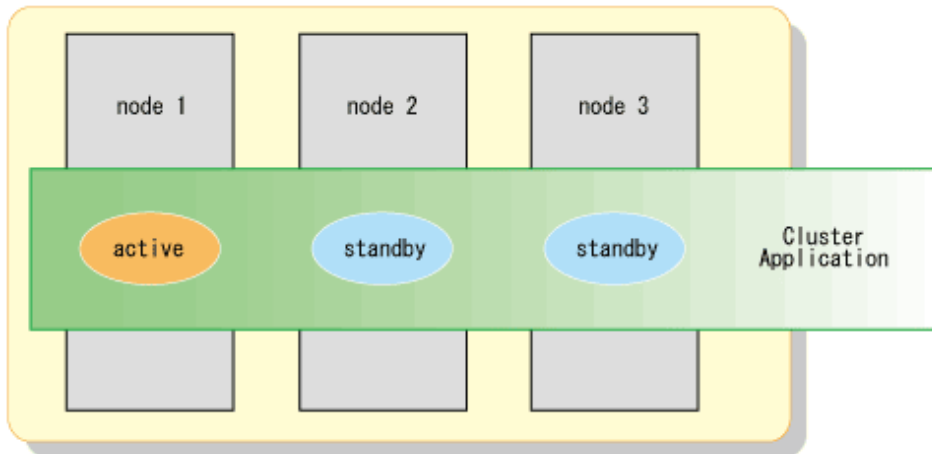 node 1
node 2
node 3
active
standby
standby
Cluster
Application